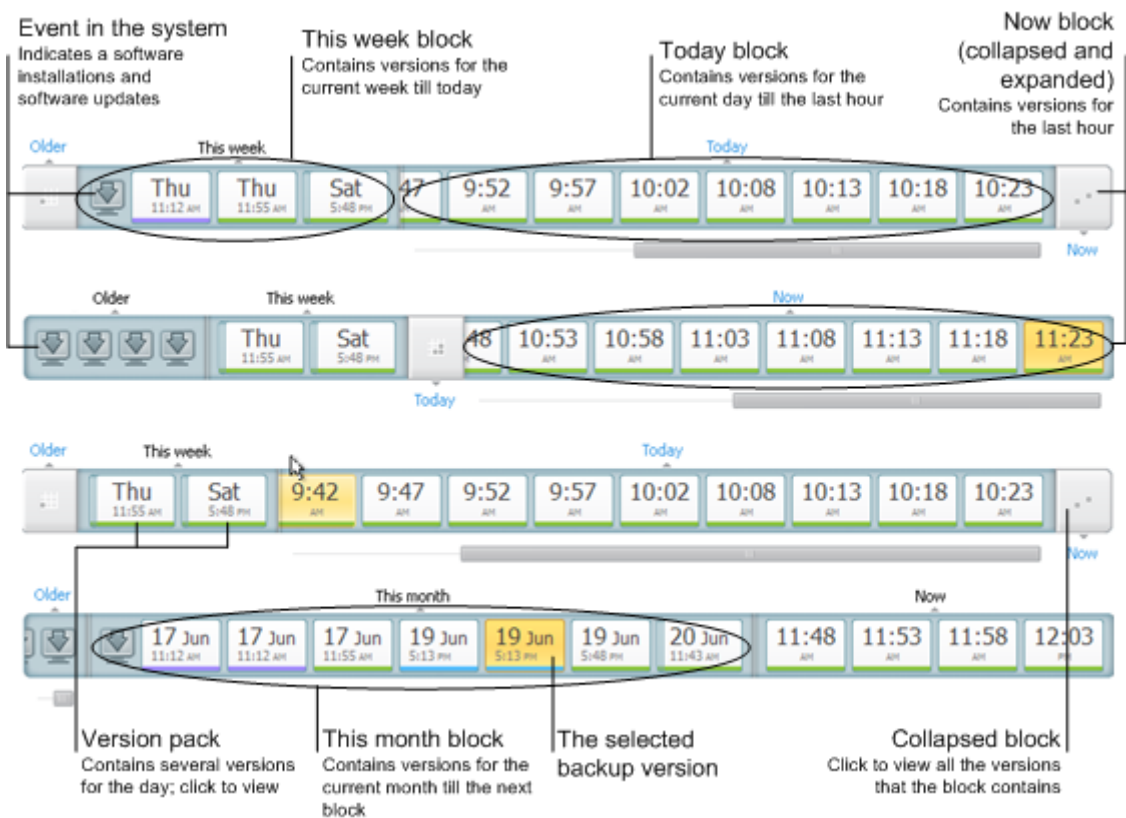 Event in the system
Indicates a software
installations and
software updates
This week block
Contains versions for the
current week till today
Today block
Contains versions for the
current day till the last hour
Now block
(collapsed and
expanded)
Contains versions for
the last hour
Older This week Today
Thu Thu Sat 47 9:52 9:57 10:02 10:08 10:13 10:18 10:23
11:12 AM 11:55 AM 5:48 PM AM AM AM AM AM AM AM
Now
Older This week Now
Thu Sat 48 10:53 10:58 11:03 11:08 11:13 11:18 11:23
11:55 AM 5:48 PM AM AM AM AM AM AM AM
Today
Older This week Today
Thu Sat 9:42 9:47 9:52 9:57 10:02 10:08 10:13 10:18 10:23
11:55 AM 5:48 PM AM AM AM AM AM AM AM AM AM
Now
Older This month Now
17 Jun 17 Jun 17 Jun 19 Jun 19 Jun 19 Jun 20 Jun 11:48 11:53 11:58 12:03
11:12 AM 11:12 AM 11:55 AM 5:13 PM 5:13 PM 5:48 PM 11:43 AM AM AM AM PM
Version pack
Contains several versions
for the day; click to view
This month block
Contains versions for the
current month till the next
block
The selected
backup version
Collapsed block
Click to view all the versions
that the block contains